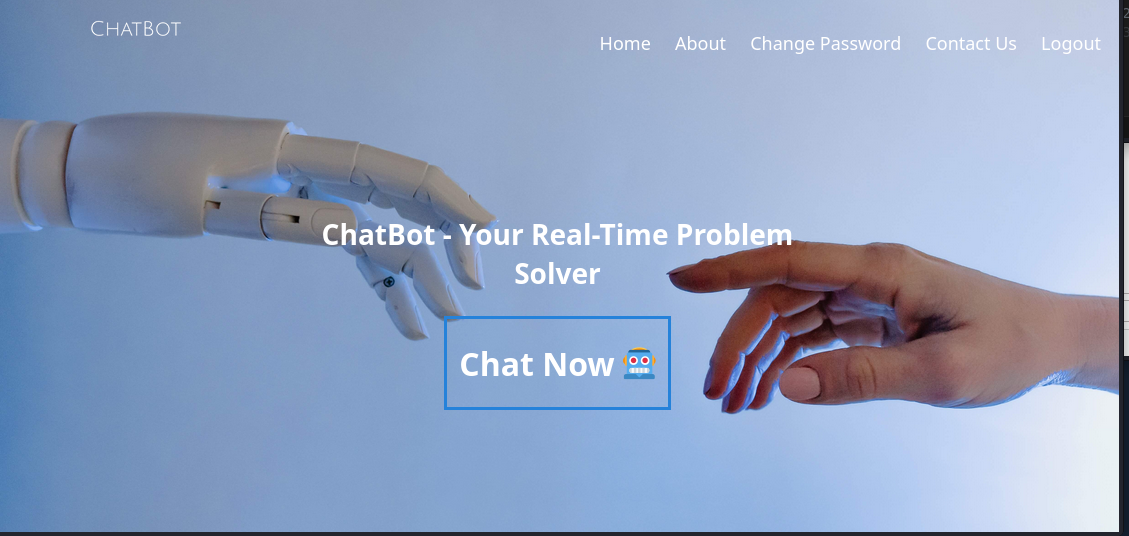 ChatBot
Home About Change Password Contact Us Logout
ChatBot - Your Real-Time Problem
Solver
Chat Now